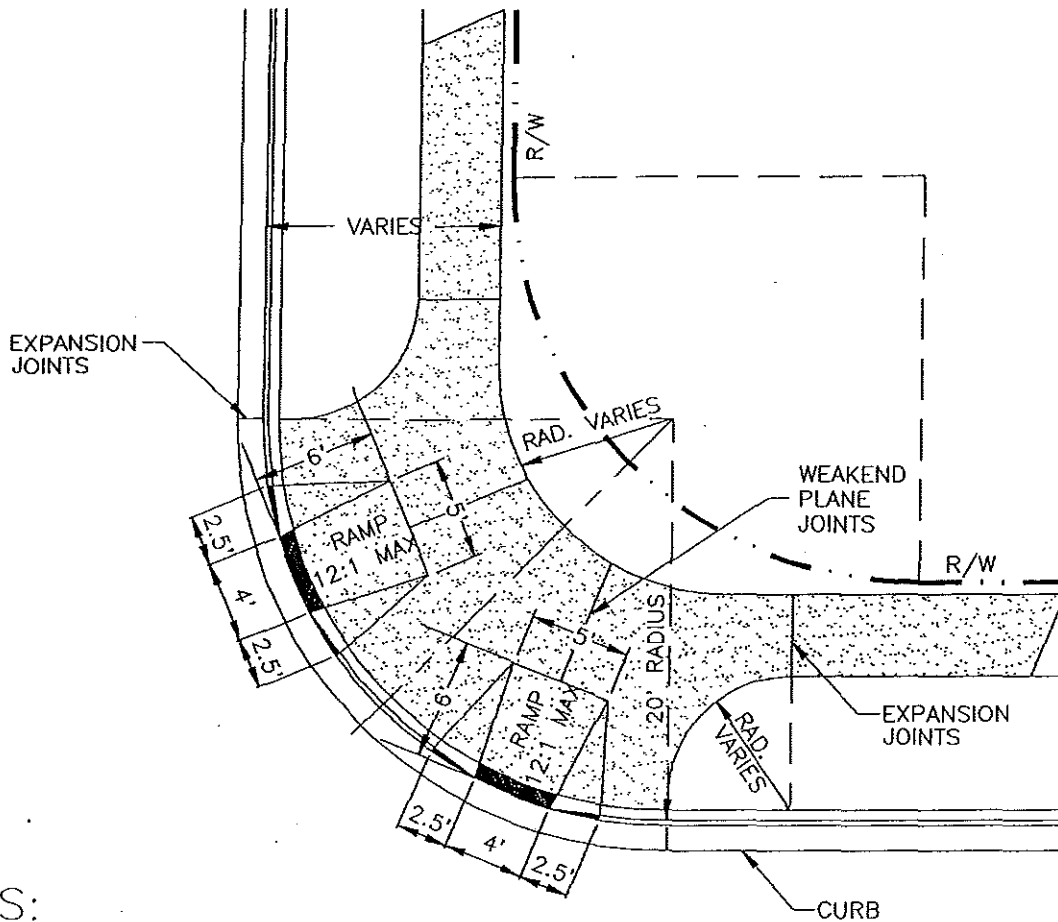 R/W
VARIES
EXPANSION
JOINTS
RAD. VARIES
6'
5'
WEAKEND
PLANE
JOINTS
RAMP
12:1 MAX
2.5'
4'
2.5'
R/W
20' RADIUS
5'
6'
RAMP
12:1 MAX
RAD.
VARIES
EXPANSION
JOINTS
2.5'
4'
2.5'
CURB
S: